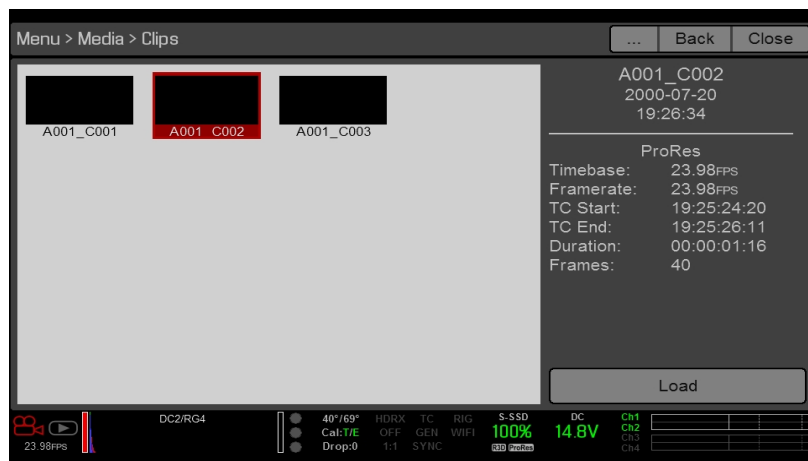 Menu > Media > Clips
... Back Close
A001_C001
A001_C002
A001_C003
A001_C002
2000-07-20
19:26:34
ProRes
Timebase: 23.98FPS
Framerate: 23.98FPS
TC Start: 19:25:24:20
TC End: 19:25:26:11
Duration: 00:00:01:16
Frames: 40
Load
23.98FPS
DC2/RG4
40°/69° HDRX TC RIG
Cal:T/E OFF GEN WIFI
Drop:0 1:1 SYNC
S-SSD
100%
R3D ProRes
DC
14.8V
Ch1
Ch2
Ch3
Ch4